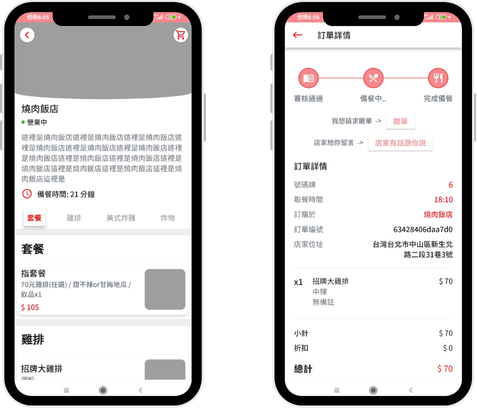 傍晚6:05
燒肉飯店
營業中
這裡是燒肉飯店這裡是燒肉飯店這裡是燒肉飯店這
裡是燒肉飯店這裡是燒肉飯店這裡是燒肉飯店這裡
是燒肉飯店這裡是燒肉飯店這裡是燒肉飯店這裡是
燒肉飯店這裡是燒肉飯店這裡是燒肉飯店這裡是燒
肉飯店這裡是
備餐時間: 21 分鐘
套餐
雞排
美式炸雞
炸物
套餐
指套餐
70元雞排(任選) / 甜不辣or甘梅地瓜 /
飲品x1
$ 105
雞排
招牌大雞排
傍晚6:06
訂單詳情
審核通過
備餐中..
完成備餐
我想請求撤單 ->
撤單
店家給你留言 ->
店家有話跟你說
訂單詳情
號碼牌
6
取餐時間
18:10
訂購於
燒肉飯店
訂單編號
63428406daa7d0
店家位址
台灣台北市中山區新生北
路二段31巷3號
x1
招牌大雞排
$ 70
中辣
無備註
小計
$ 70
折扣
$ 0
總計
$ 70